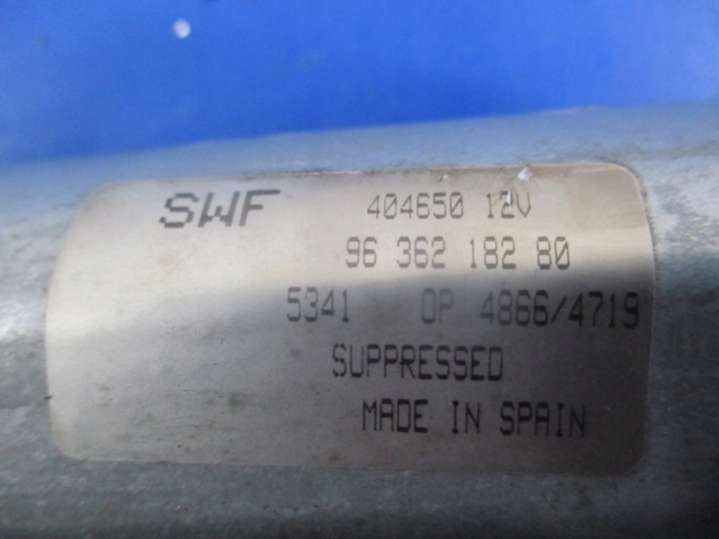 SWF 404650 12V
96 362 182 80
5341 OP 4866/4719
SUPPRESSED
MADE IN SPAIN